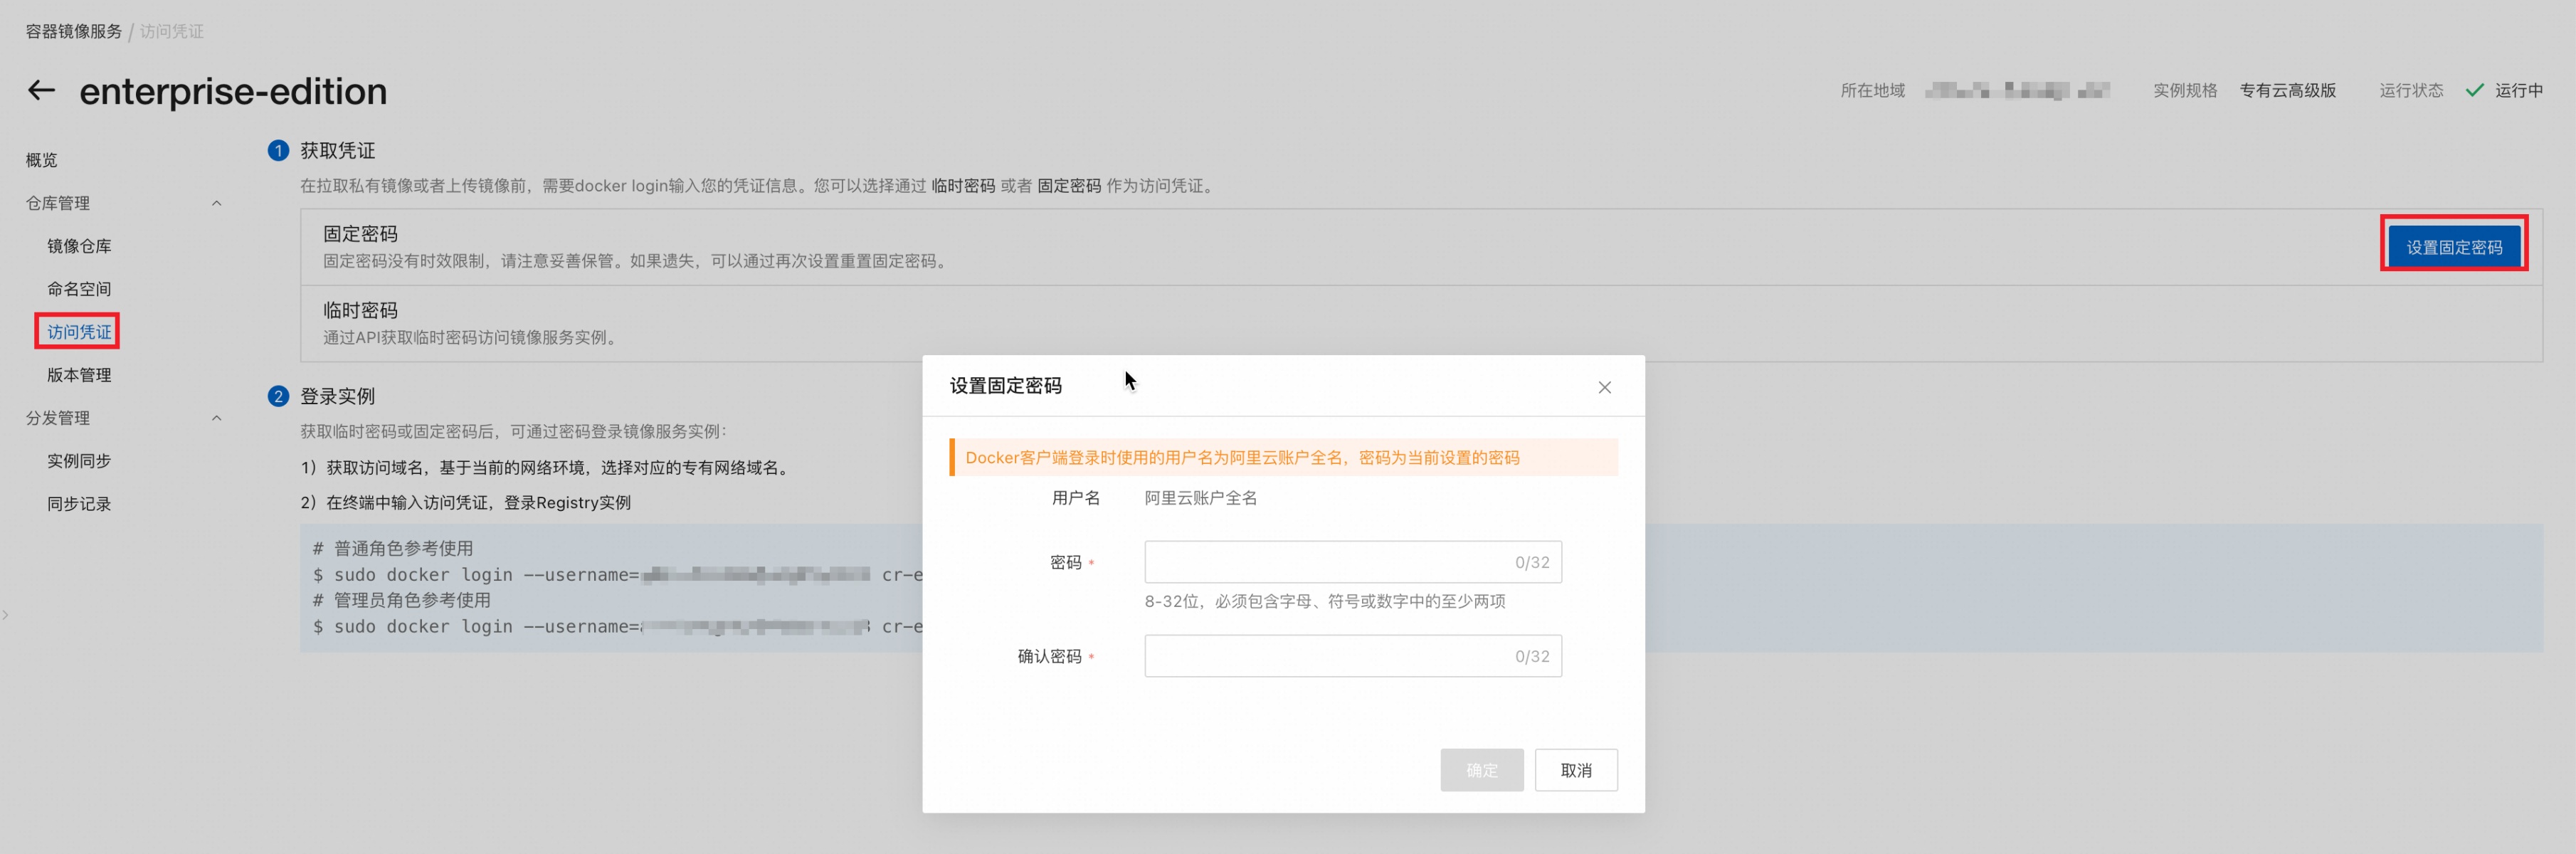 容器镜像服务 / 访问凭证
enterprise-edition
所在地域
实例规格 专有云高级版
运行状态 运行中
概览
仓库管理
镜像仓库
命名空间
访问凭证
版本管理
分发管理
实例同步
同步记录
1 获取凭证
在拉取私有镜像或者上传镜像前，需要docker login输入您的凭证信息。您可以选择通过 临时密码 或者 固定密码 作为访问凭证。
固定密码
固定密码没有时效限制，请注意妥善保管。如果遗失，可以通过再次设置重置固定密码。
设置固定密码
临时密码
通过API获取临时密码访问镜像服务实例。
2 登录实例
获取临时密码或固定密码后，可通过密码登录镜像服务实例：
1）获取访问域名，基于当前的网络环境，选择对应的专有网络域名。
2）在终端中输入访问凭证，登录Registry实例
# 普通角色参考使用
$ sudo docker login --username= cr-e
# 管理员角色参考使用
$ sudo docker login --username= cr-e
设置固定密码
Docker客户端登录时使用的用户名为阿里云账户全名，密码为当前设置的密码
用户名 阿里云账户全名
密码 * 0/32
8-32位，必须包含字母、符号或数字中的至少两项
确认密码 * 0/32
确定 取消